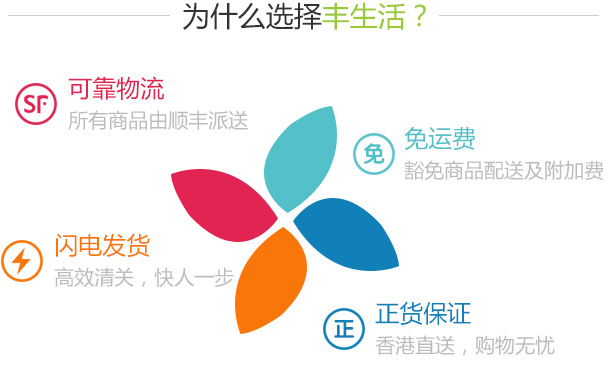 为什么选择丰生活？
SF
可靠物流
所有商品由顺丰派送
免
免运费
豁免商品配送及附加费
闪电发货
高效清关，快人一步
正
正货保证
香港直送，购物无忧